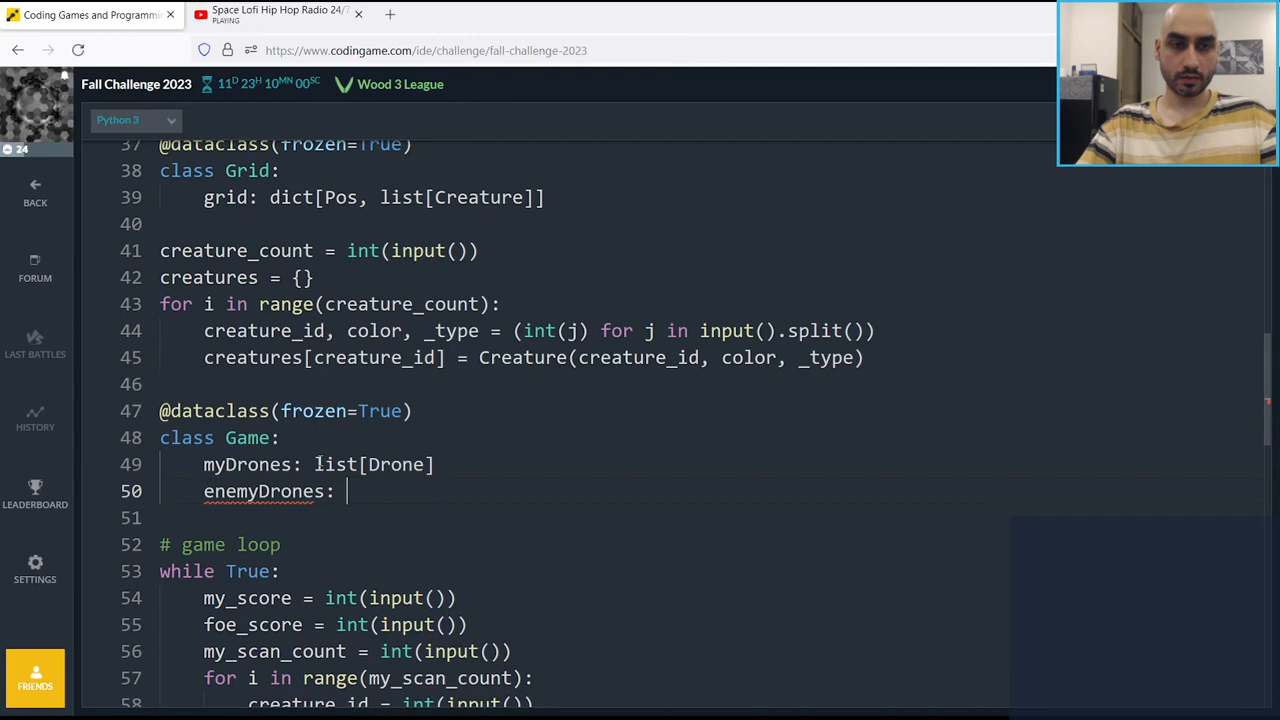 Coding Games and Programmin
Space Lofi Hip Hop Radio 24/7
PLAYING
https://www.codingame.com/ide/challenge/fall-challenge-2023
Fall Challenge 2023 11D 23H 10MN 00SC Wood 3 League
Python 3
24
BACK
FORUM
LAST BATTLES
HISTORY
LEADERBOARD
SETTINGS
FRIENDS
37 @dataclass(frozen=True)
38 class Grid:
39 grid: dict[Pos, list[Creature]]
40
41 creature_count = int(input())
42 creatures = {}
43 for i in range(creature_count):
44 creature_id, color, _type = (int(j) for j in input().split())
45 creatures[creature_id] = Creature(creature_id, color, _type)
46
47 @dataclass(frozen=True)
48 class Game:
49 myDrones: list[Drone]
50 enemyDrones:
51
52 # game loop
53 while True:
54 my_score = int(input())
55 foe_score = int(input())
56 my_scan_count = int(input())
57 for i in range(my_scan_count):
58 creature_id = int(input())